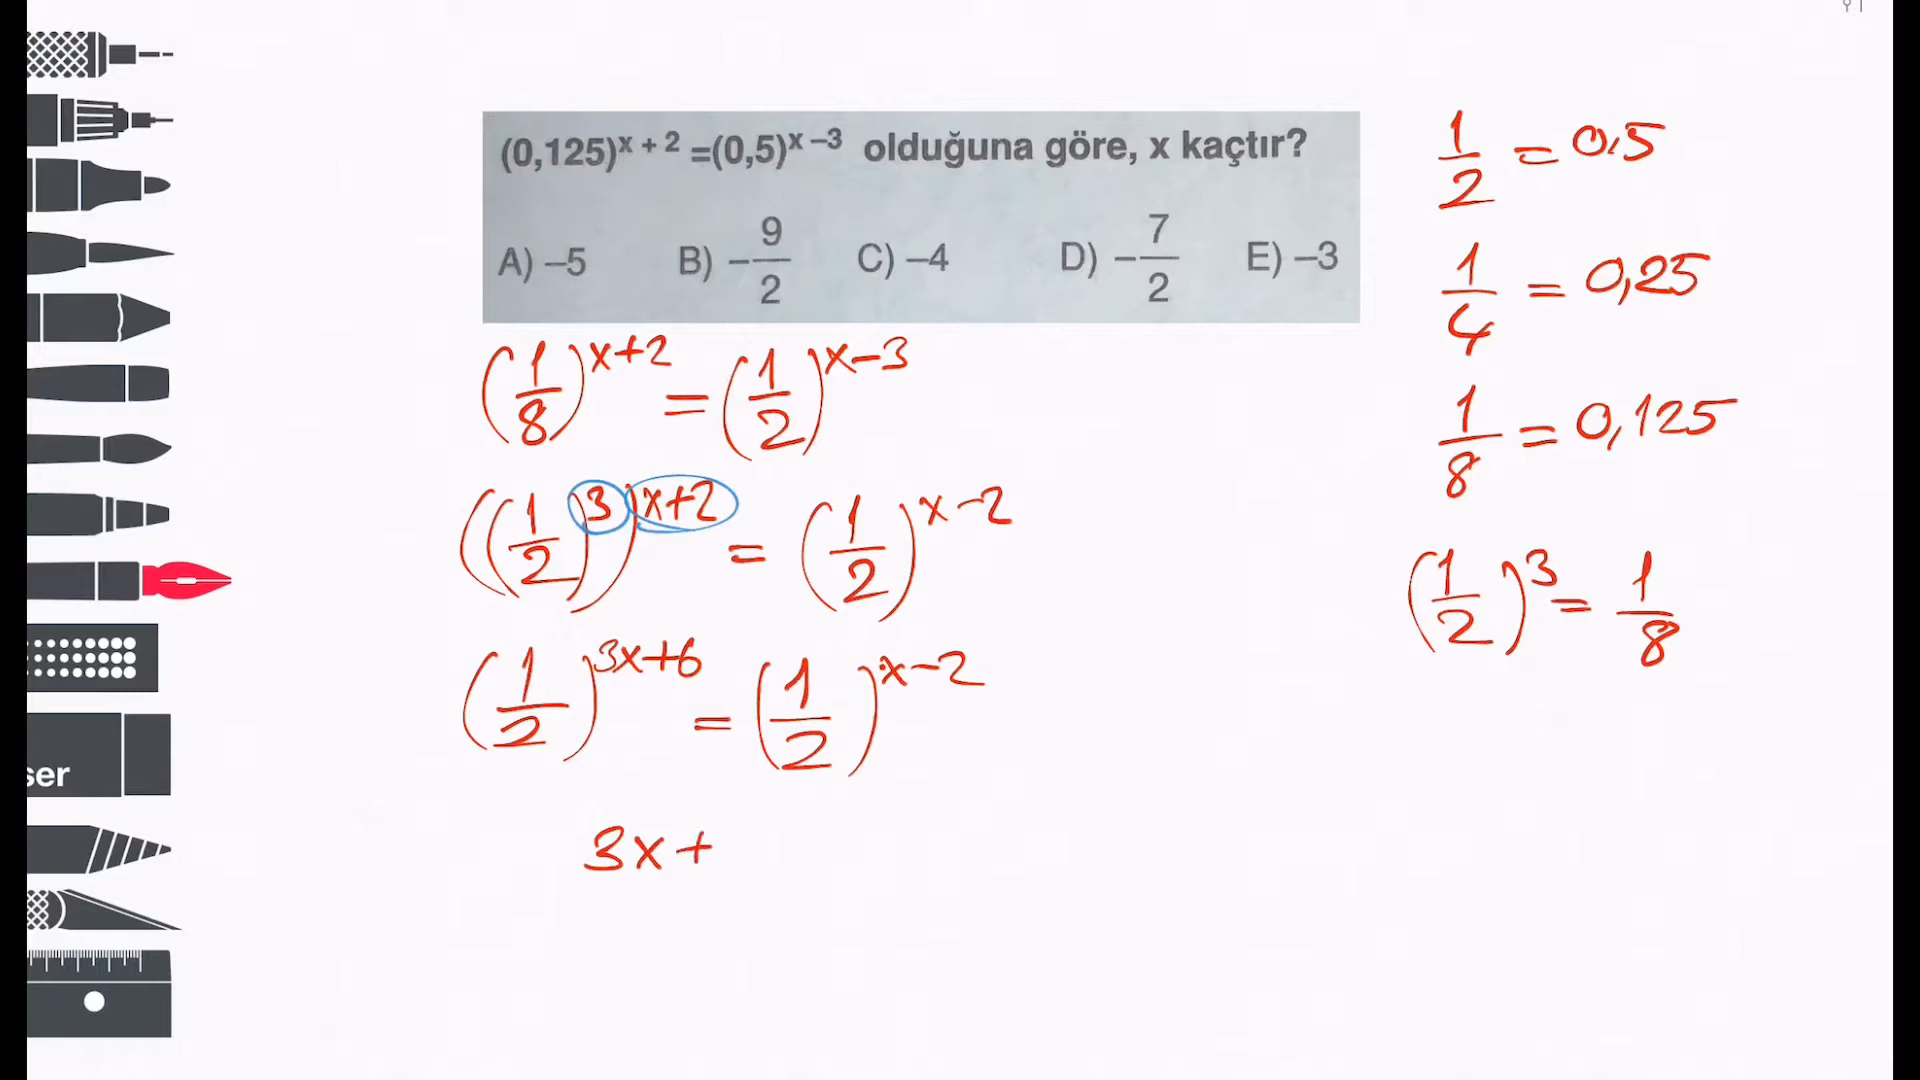 (0,125)^x + 2 =(0,5)^x –3 olduğuna göre, x kaçtır?
A) –5 B) –9/2 C) –4 D) –7/2 E) –3
(1/8)^x+2 = (1/2)^x-3
((1/2)^3)^x+2 = (1/2)^x-2
(1/2)^3x+6 = (1/2)^x-2
3x+
1/2 = 0,5
1/4 = 0,25
1/8 = 0,125
(1/2)^3 = 1/8
ser